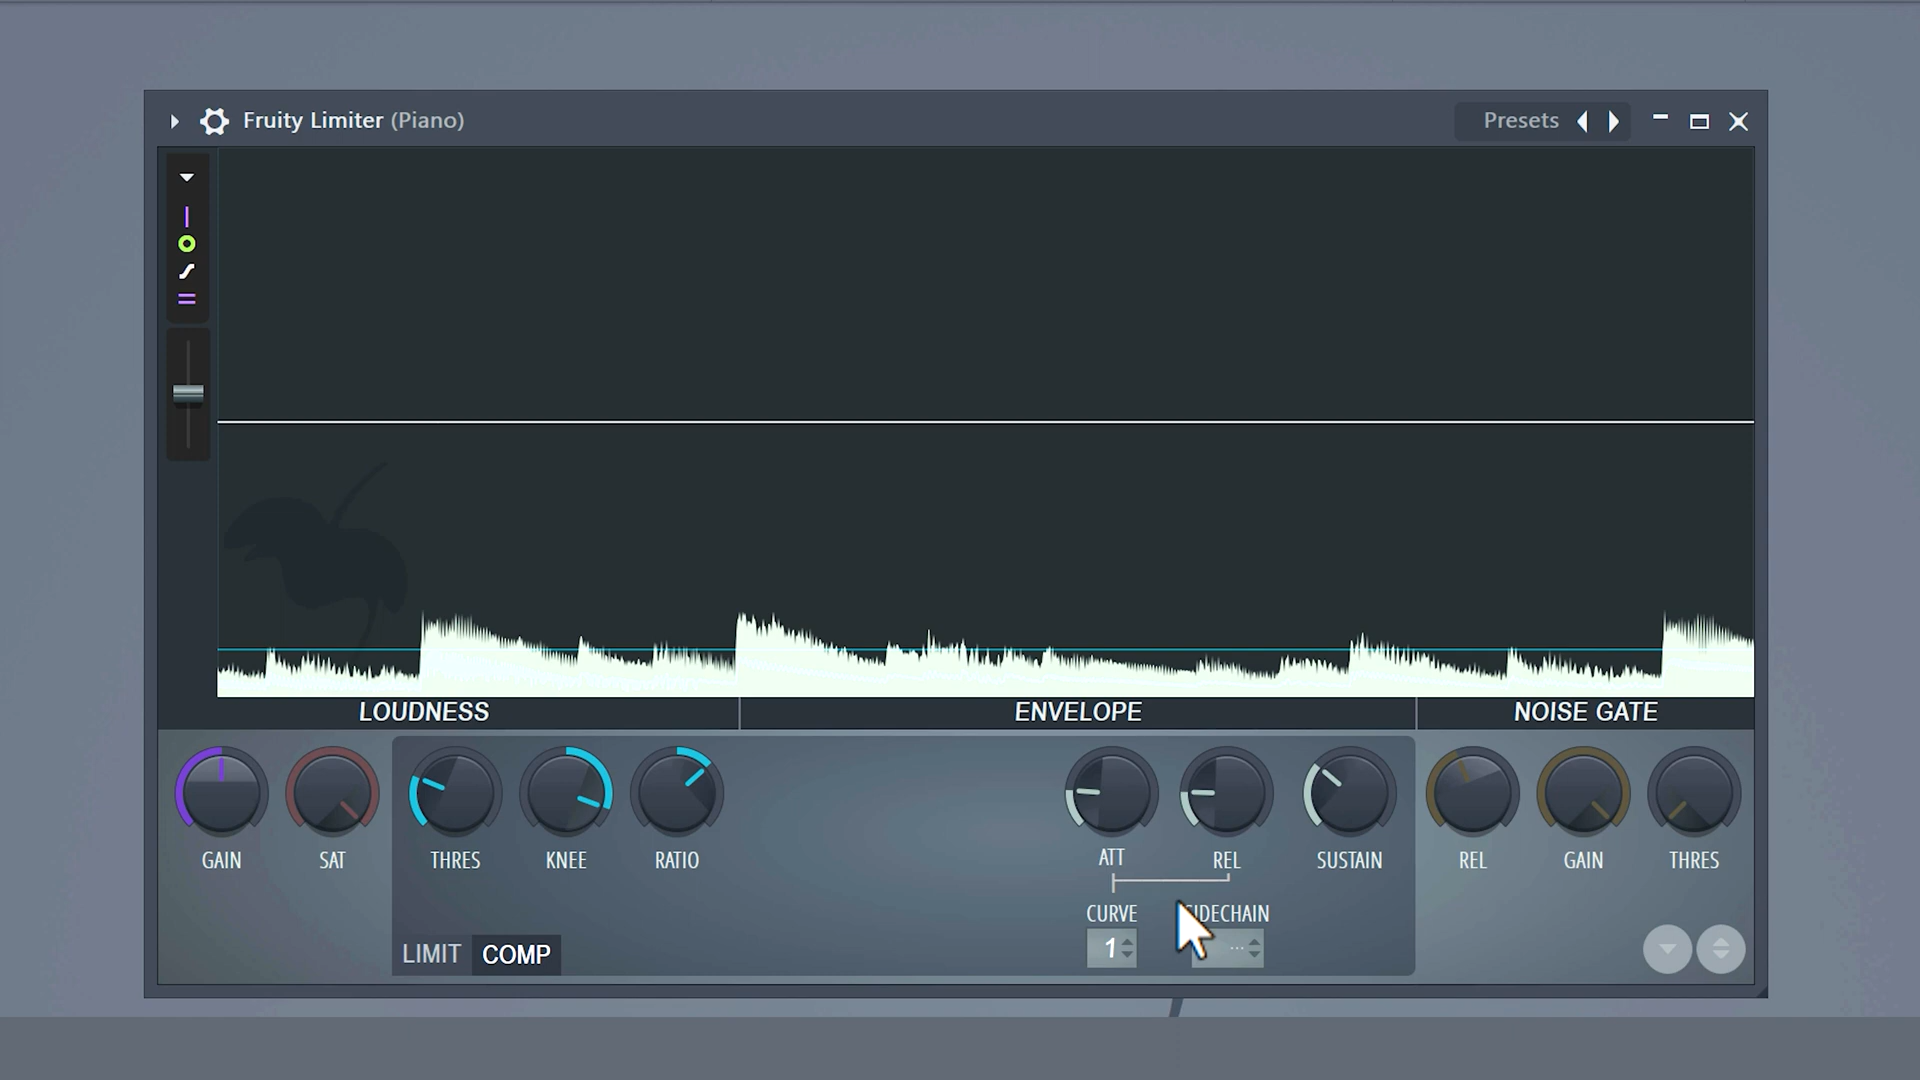 Fruity Limiter (Piano)
Presets
LOUDNESS
ENVELOPE
NOISE GATE
GAIN
SAT
THRES
KNEE
RATIO
ATT
REL
SUSTAIN
REL
GAIN
THRES
CURVE
SIDECHAIN
LIMIT
COMP
1
...